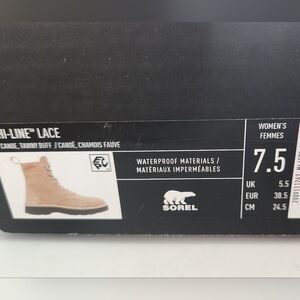 HI-LINE™ LACE
CANOE, TAWNY BUFF // CANOË, CHAMOIS FAUVE
WATERPROOF MATERIALS /
MATÉRIAUX IMPERMÉABLES
SOREL
WOMEN'S
FEMMES
7.5
UK 5.5
EUR 38.5
CM 24.5